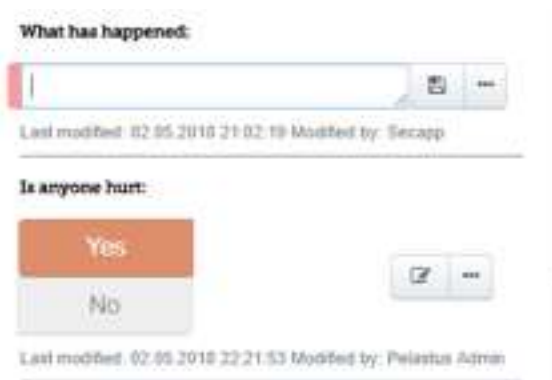 What has happened:
Last modified: 02.05.2018 21:02:19 Modified by: Secapp
Is anyone hurt:
Yes
No
Last modified: 02.05.2018 22:21:53 Modified by: Pelastus Admin